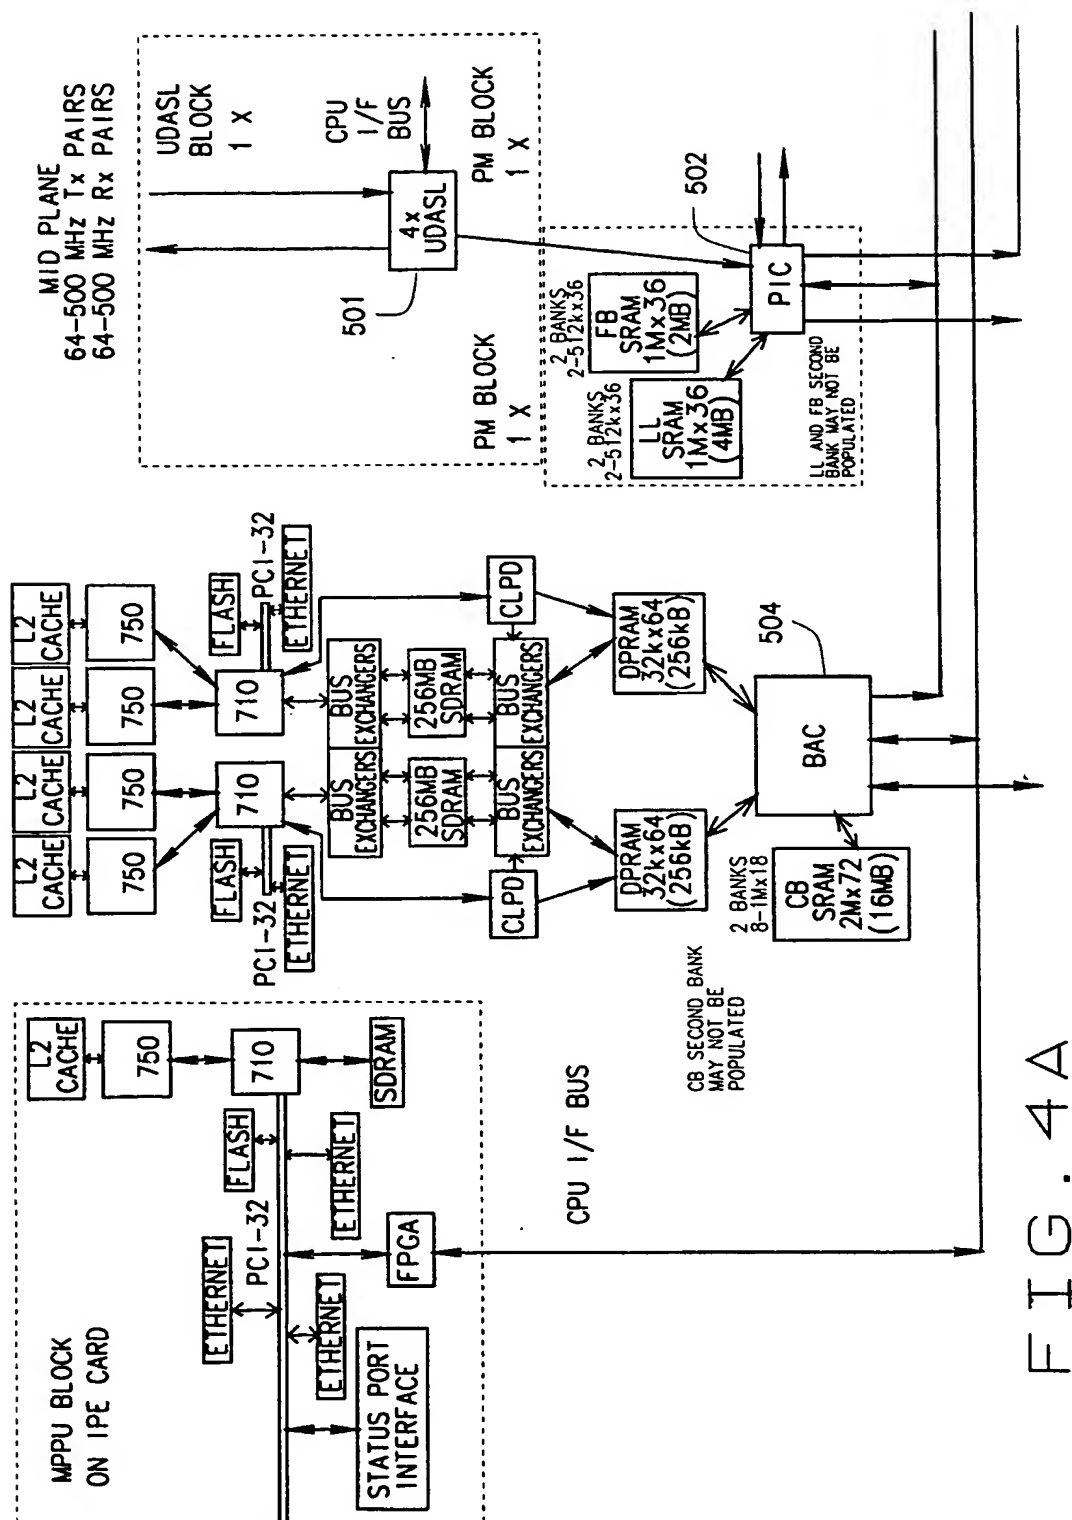 MPPU BLOCK
ON IPE CARD
L2
CACHE
750
710
SDRAM
FLASH
PCI-32
ETHERNET
ETHERNET
ETHERNET
FPGA
STATUS PORT
INTERFACE
CPU I/F BUS
L2
CACHE
L2
CACHE
L2
CACHE
L2
CACHE
750
750
750
750
FLASH
710
710
FLASH
PCI-32
PCI-32
ETHERNET
ETHERNET
BUS
EXCHANGERS
BUS
EXCHANGERS
256MB
SDRAM
256MB
SDRAM
CLPD
BUS
EXCHANGERS
BUS
EXCHANGERS
CLPD
DPRAM
32kx64
(256kB)
DPRAM
32kx64
(256kB)
2 BANKS
8-1Mx18
CB
SRAM
2Mx72
(16MB)
CB SECOND BANK
MAY NOT BE
POPULATED
BAC
504
MID PLANE
64-500 MHz Tx PAIRS
64-500 MHz Rx PAIRS
UDASL
BLOCK
1 X
CPU
I/F
BUS
501
4x
UDASL
PM BLOCK
1 X
PM BLOCK
1 X
2 BANKS
2-512kx36
FB
SRAM
1Mx36
(2MB)
2 BANKS
2-512kx36
LL
SRAM
1Mx36
(4MB)
502
PIC
LL AND FB SECOND
BANK MAY NOT BE
POPULATED
FIG. 4A